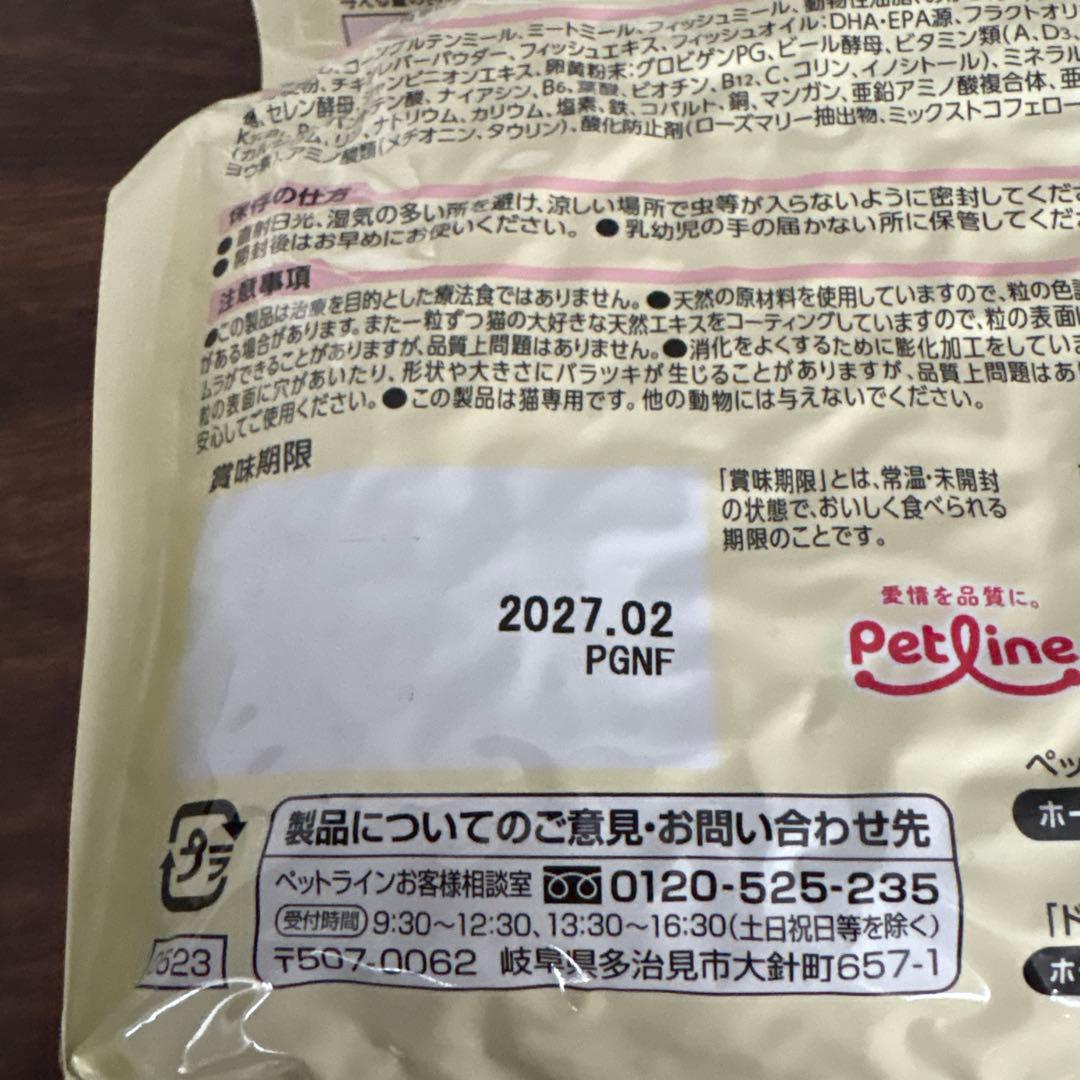 与える量の
グルテンミール、ミートミール、フィッシュミール、動物性油脂
パウダー、フィッシュエキス、フィッシュオイル:DHA・EPA源、フラクトオリ
チキンピニオンエキス、卵黄粉末:グロビゲンPG、ビール酵母、ビタミン類(A、D3、
セレン酵母 ナイアシン、B6、葉酸、ビオチン、B12、C、コリン、イノシトール)、ミネラル
(カルシウム、リン、ナトリウム、カリウム、塩素、鉄、コバルト、銅、マンガン、亜鉛アミノ酸複合体、亜
ヨウ素)、アミノ酸類(メチオニン、タウリン)、酸化防止剤(ローズマリー抽出物、ミックストコフェロー
保存の仕方
●直射日光、湿気の多い所を避け、涼しい場所で虫等が入らないように密封してくださ
●開封後はお早めにお使いください。 ●乳幼児の手の届かない所に保管してくだ
注意事項
●この製品は治療を目的とした療法食ではありません。●天然の原材料を使用していますので、粒の色調
がある場合があります。また一粒ずつ猫の大好きな天然エキスをコーティングしていますので、粒の表面に
ムラができることがありますが、品質上問題はありません。●消化をよくするために膨化加工をしていま
粒の表面に穴があいたり、形状や大きさにバラツキが生じることがありますが、品質上問題はあり
安心してご使用ください。●この製品は猫専用です。他の動物には与えないでください。
賞味期限
「賞味期限」とは、常温・未開封
の状態で、おいしく食べられる
期限のことです。
2027.02
PGNF
愛情を品質に。
Petline
ペッ
ホー
製品についてのご意見・お問い合わせ先
ペットラインお客様相談室 0120-525-235
受付時間 9:30～12:30、13:30～16:30(土日祝日等を除く)
〒507-0062 岐阜県多治見市大針町657-1
プラ
0523
「ド
ホ